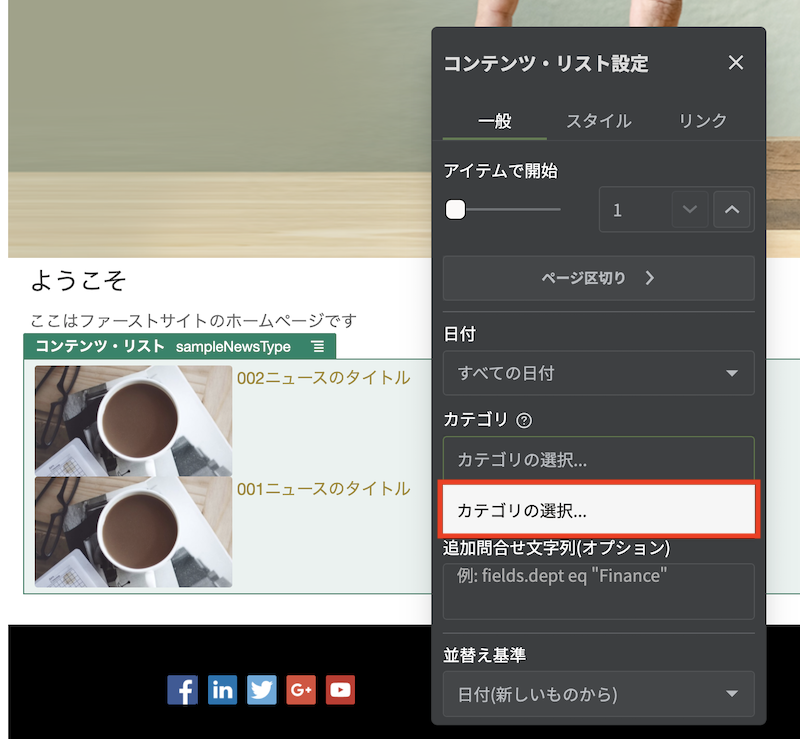 コンテンツ・リスト設定
一般 スタイル リンク
アイテムで開始
1
ページ区切り
日付
すべての日付
カテゴリ
カテゴリの選択...
カテゴリの選択...
追加問合せ文字列(オプション)
例: fields.dept eq "Finance"
並替え基準
日付(新しいものから)
ようこそ
ここはファーストサイトのホームページです
コンテンツ・リスト sampleNewsType
002ニュースのタイトル
001ニュースのタイトル
f in G+